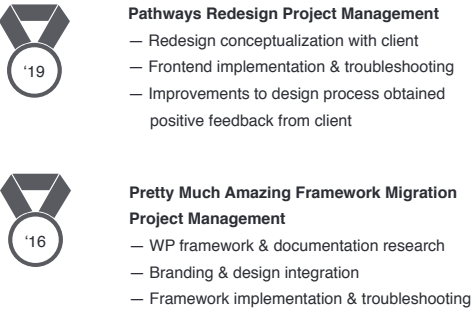 Pathways Redesign Project Management
‘19
— Redesign conceptualization with client
— Frontend implementation & troubleshooting
— Improvements to design process obtained
positive feedback from client
Pretty Much Amazing Framework Migration
Project Management
‘16
— WP framework & documentation research
— Branding & design integration
— Framework implementation & troubleshooting